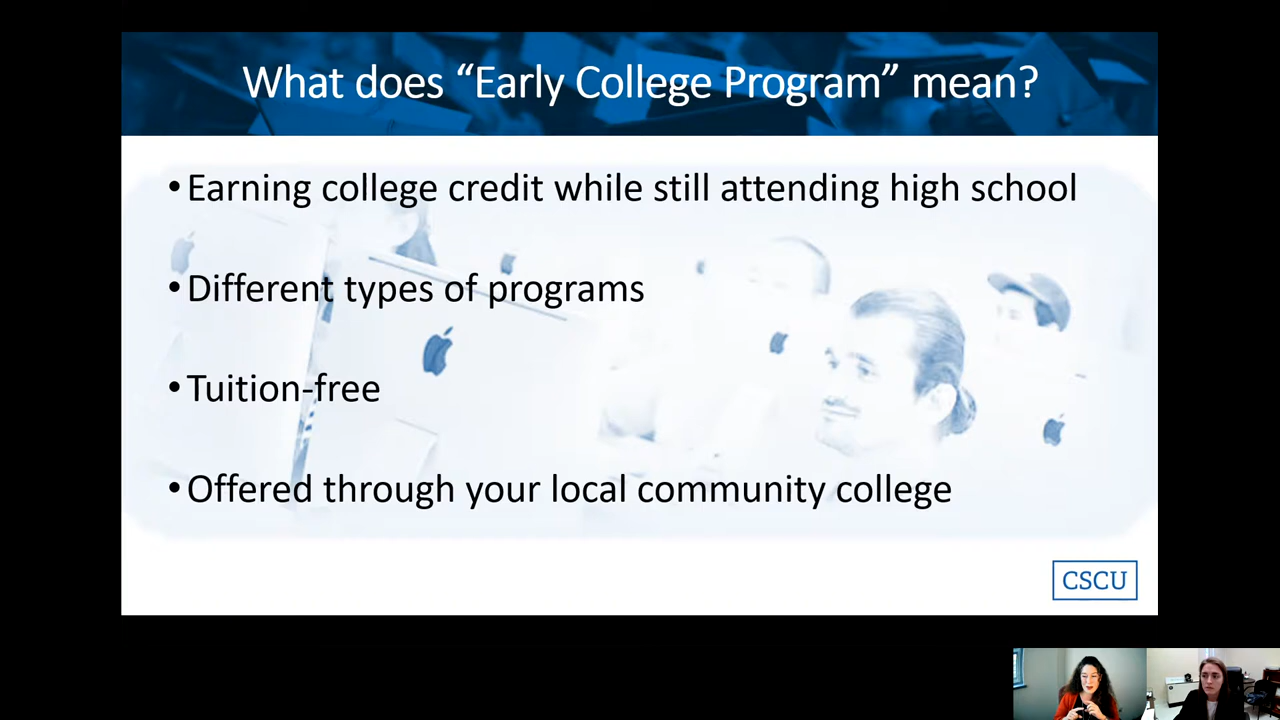 What does “Early College Program” mean?
•Earning college credit while still attending high school
•Different types of programs
•Tuition-free
•Offered through your local community college
CSCU